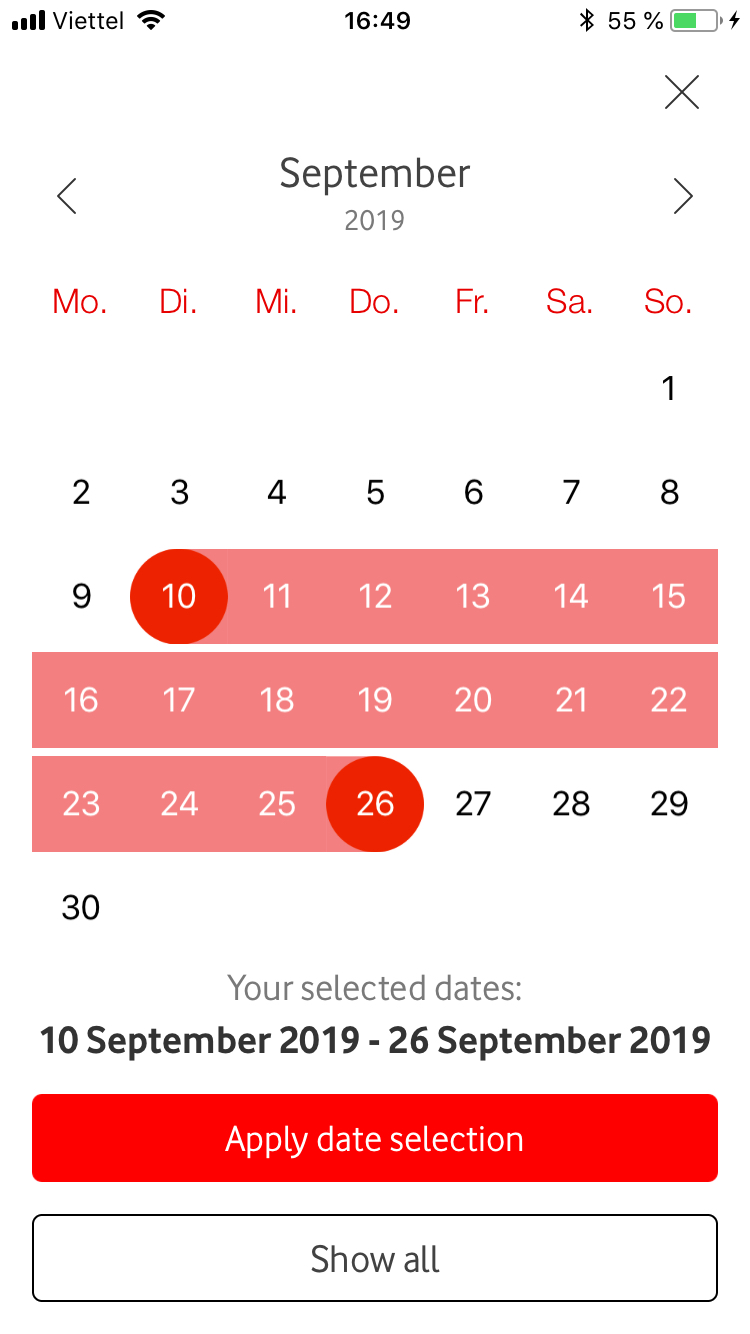 Viettel 16:49 55 %
September
2019
Mo. Di. Mi. Do. Fr. Sa. So.
1
2 3 4 5 6 7 8
9 10 11 12 13 14 15
16 17 18 19 20 21 22
23 24 25 26 27 28 29
30
Your selected dates:
10 September 2019 - 26 September 2019
Apply date selection
Show all